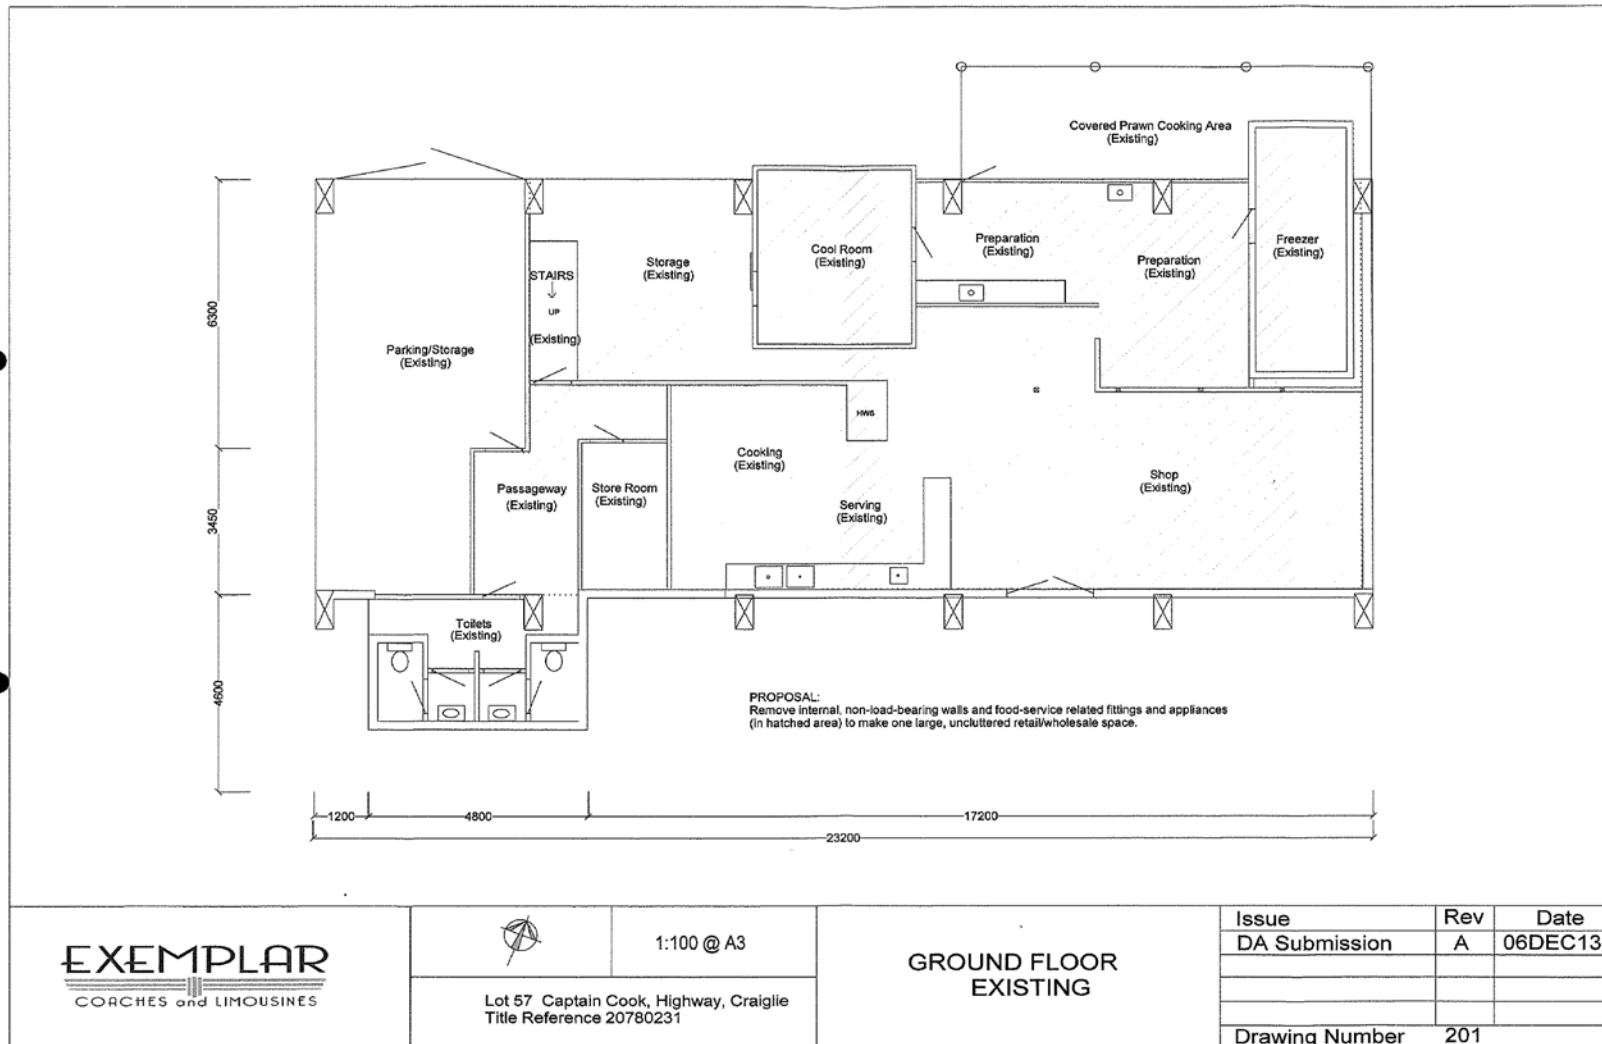 Covered Prawn Cooking Area
(Existing)
Cool Room
(Existing)
Preparation
(Existing)
Preparation
(Existing)
Freezer
(Existing)
Storage
(Existing)
STAIRS
UP
(Existing)
Parking/Storage
(Existing)
HWS
Cooking
(Existing)
Shop
(Existing)
Passageway
(Existing)
Store Room
(Existing)
Serving
(Existing)
Toilets
(Existing)
6300
3450
4600
PROPOSAL:
Remove internal, non-load-bearing walls and food-service related fittings and appliances
(in hatched area) to make one large, uncluttered retail/wholesale space.
1200
4800
17200
23200
EXEMPLAR
COACHES and LIMOUSINES
1:100 @ A3
Lot 57 Captain Cook, Highway, Craiglie
Title Reference 20780231
GROUND FLOOR
EXISTING
Issue Rev Date
DA Submission A 06DEC13
Drawing Number 201